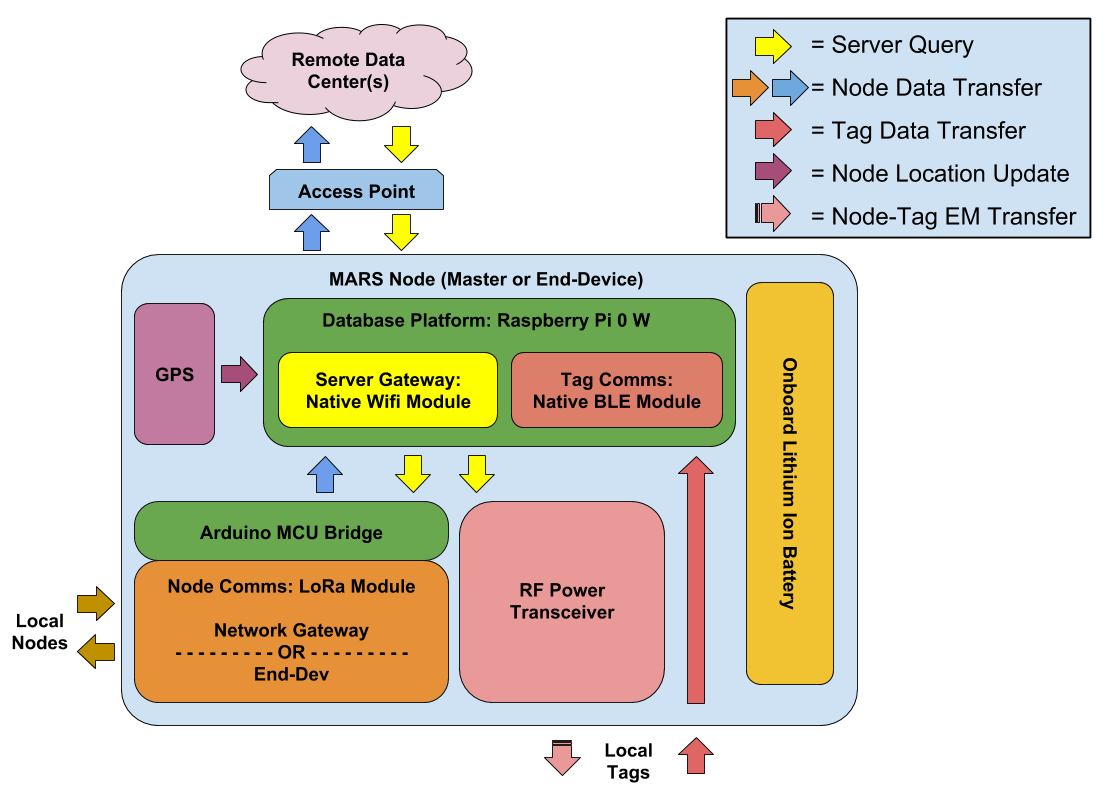 Remote Data
Center(s)
= Server Query
= Node Data Transfer
= Tag Data Transfer
= Node Location Update
= Node-Tag EM Transfer
Access Point
MARS Node (Master or End-Device)
GPS
Database Platform: Raspberry Pi 0 W
Server Gateway:
Native Wifi Module
Tag Comms:
Native BLE Module
Onboard Lithium Ion Battery
Arduino MCU Bridge
Node Comms: LoRa Module
Network Gateway
- - - - - - - - - OR - - - - - - - - -
End-Dev
RF Power
Transceiver
Local
Nodes
Local
Tags